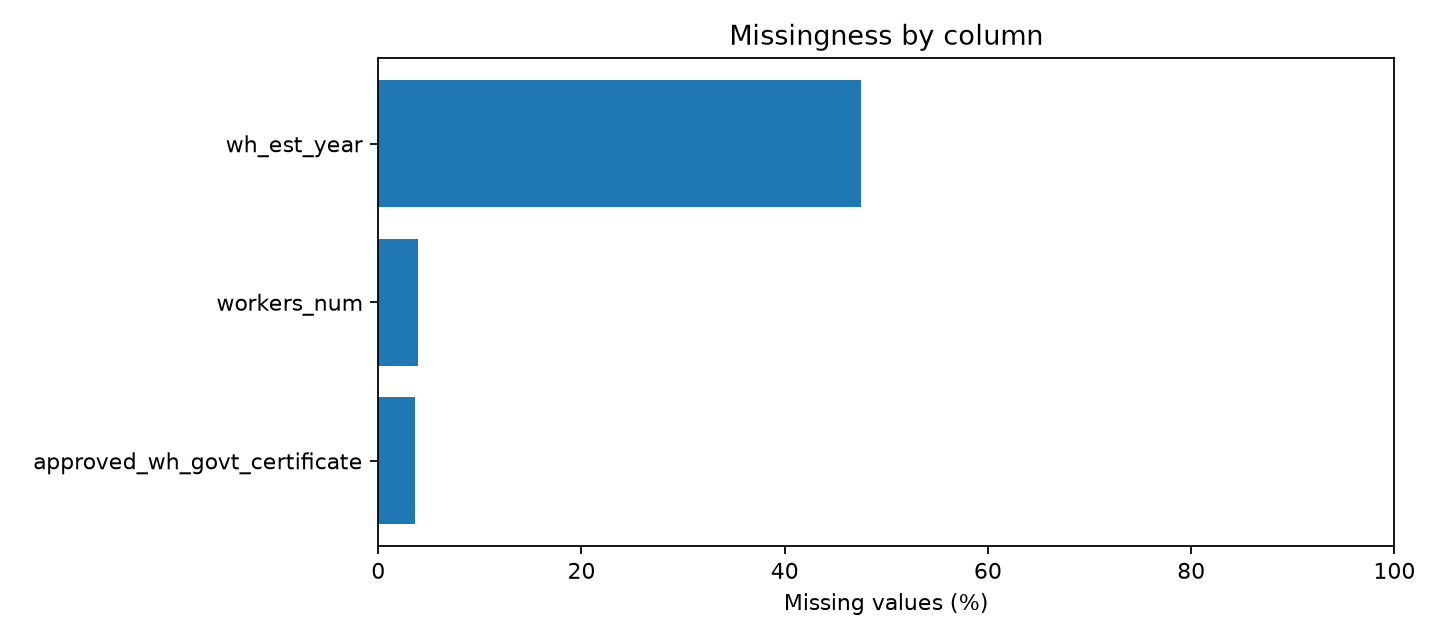 Missingness by column
wh_est_year
workers_num
approved_wh_govt_certificate
0 20 40 60 80 100
Missing values (%)